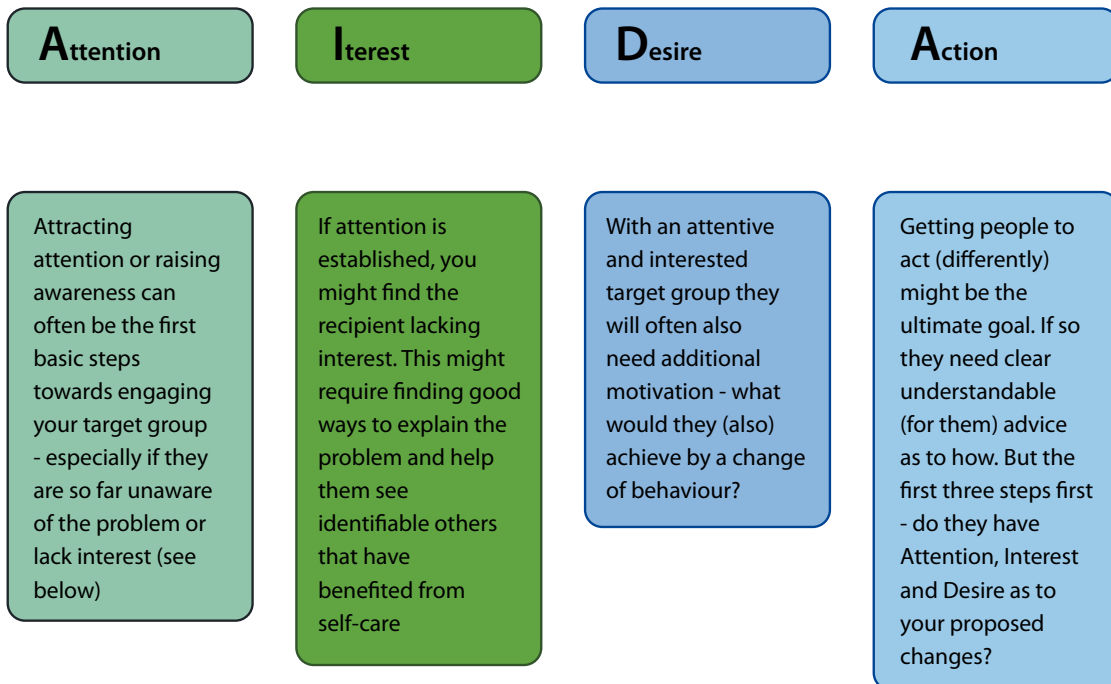 Attention
Iterest
Desire
Action
Attracting
attention or raising
awareness can
often be the first
basic steps
towards engaging
your target group
- especially if they
are so far unaware
of the problem or
lack interest (see
below)
If attention is
established, you
might find the
recipient lacking
interest. This might
require finding good
ways to explain the
problem and help
them see
identifiable others
that have
benefited from
self-care
With an attentive
and interested
target group they
will often also
need additional
motivation - what
would they (also)
achieve by a change
of behaviour?
Getting people to
act (differently)
might be the
ultimate goal. If so
they need clear
understandable
(for them) advice
as to how. But the
first three steps first
- do they have
Attention, Interest
and Desire as to
your proposed
changes?